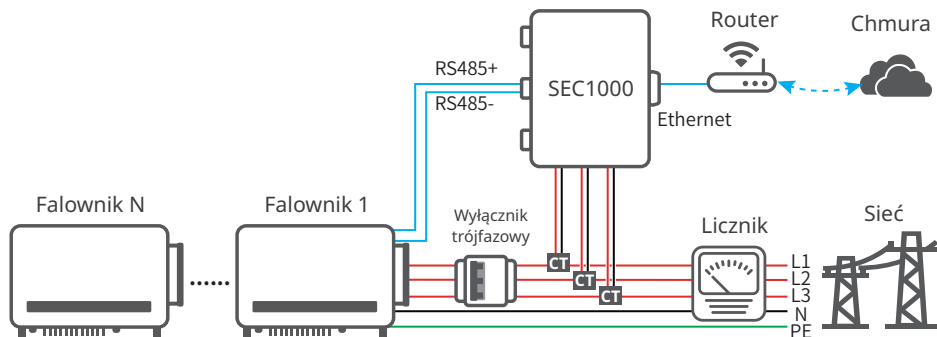 Router
Chmura
RS485+
SEC1000
RS485-
Ethernet
Falownik N
Falownik 1
Wyłącznik
trójfazowy
Licznik
Sieć
CT
CT
CT
L1
L2
L3
N
PE